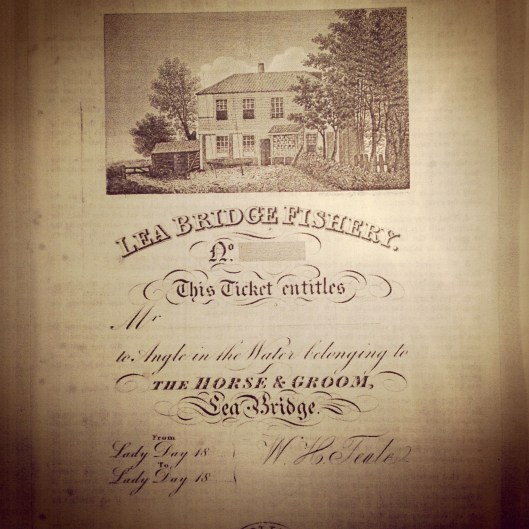 LEA BRIDGE FISHERY.
No.
This Ticket entitles
Mr
to Angle in the Water belonging to
THE HORSE & GROOM,
Lea Bridge.
From
Lady Day 18
To
Lady Day 18
W. H. Teale